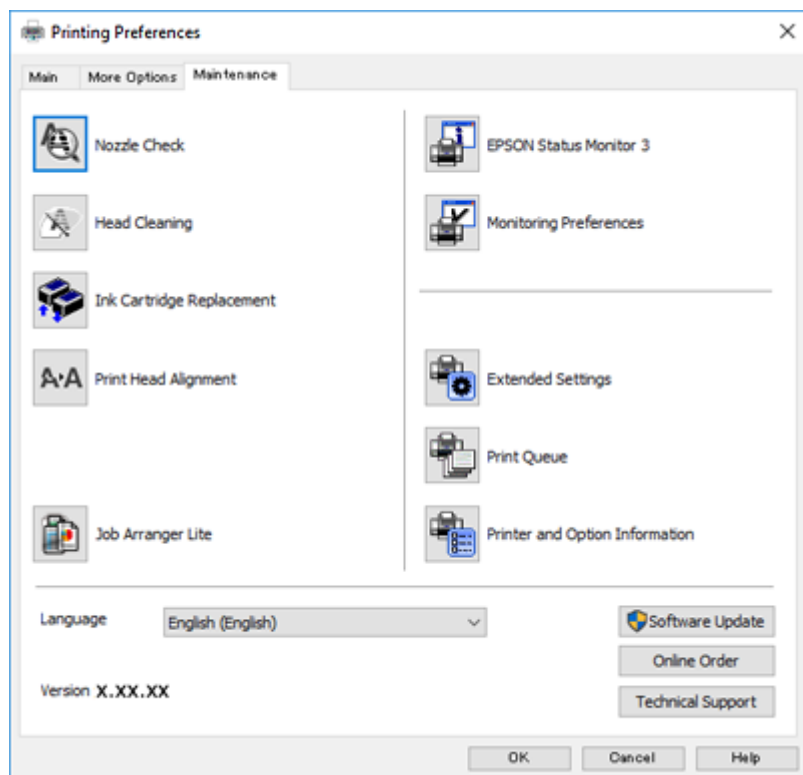 Printing Preferences
Main
More Options
Maintenance
Nozzle Check
Head Cleaning
Ink Cartridge Replacement
A·A Print Head Alignment
Job Arranger Lite
EPSON Status Monitor 3
Monitoring Preferences
Extended Settings
Print Queue
Printer and Option Information
Language English (English)
Version X.XX.XX
Software Update
Online Order
Technical Support
OK
Cancel
Help